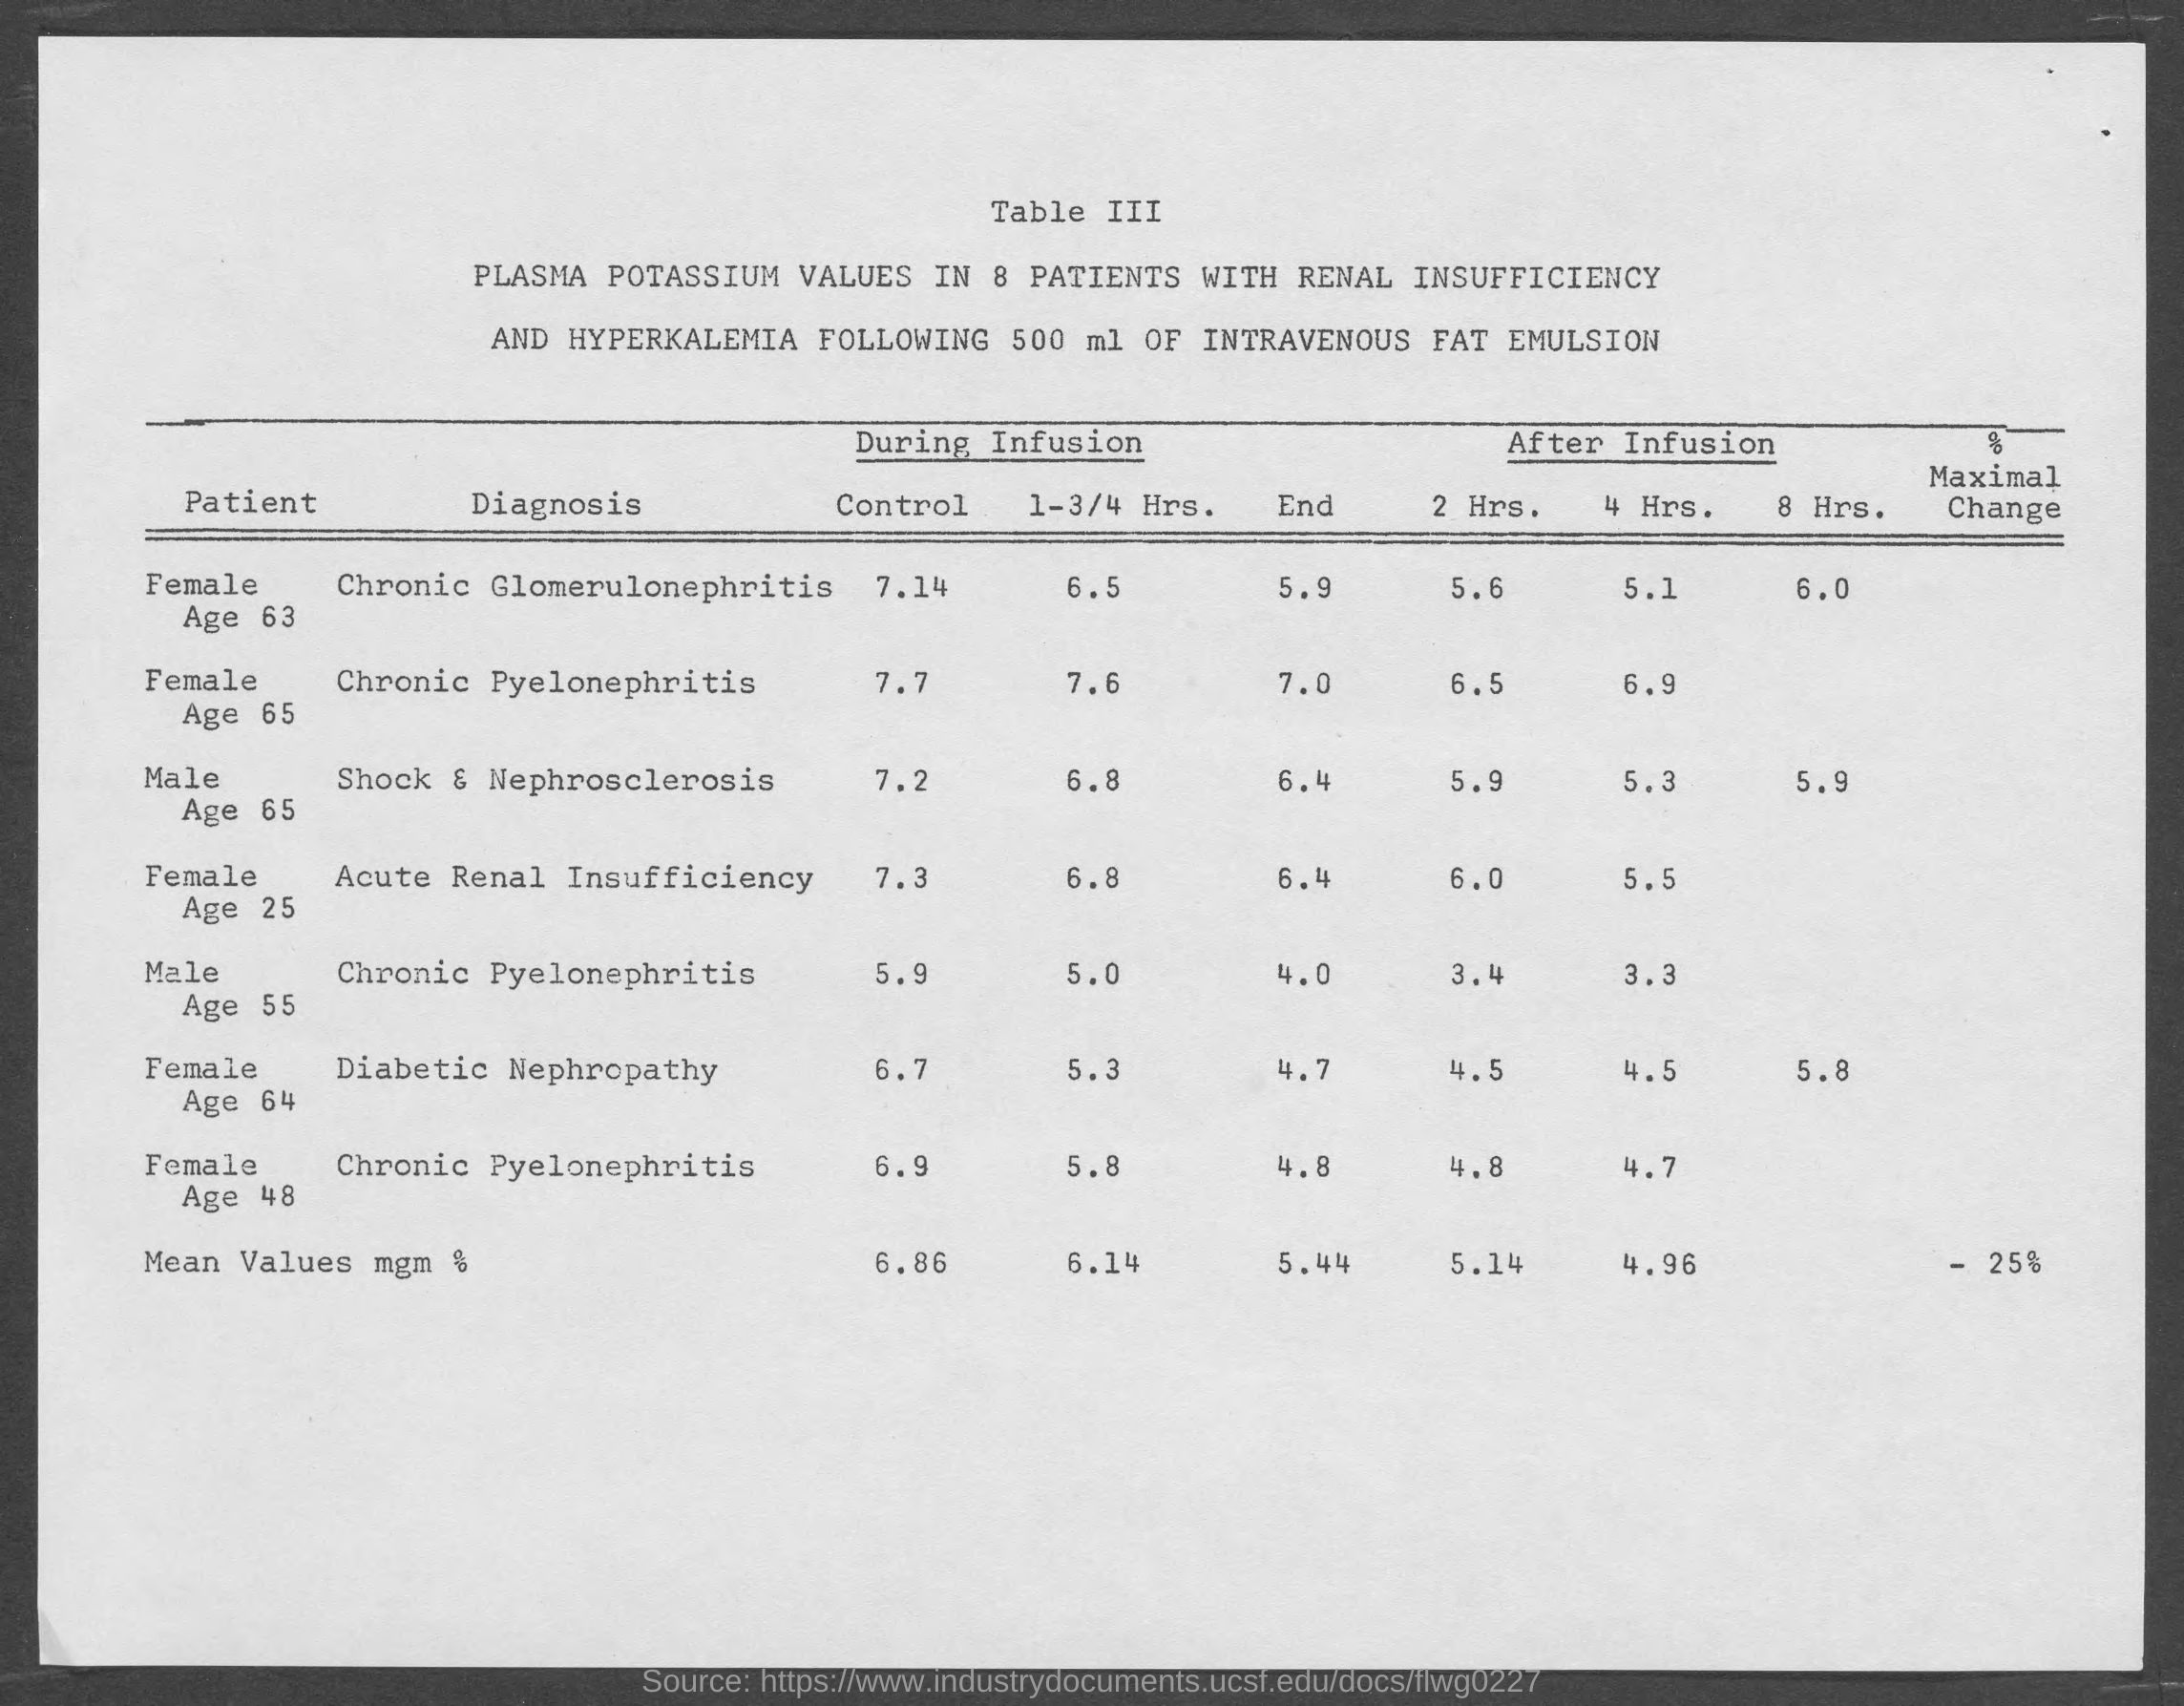 Table III
PLASMA POTASSIUM VALUES IN 8 PATIENTS WITH RENAL INSUFFICIENCY
AND HYPERKALEMIA FOLLOWING 500 ml OF INTRAVENOUS FAT EMULSION
During Infusion After Infusion %
Maximal
Patient Diagnosis Control 1-3/4 Hrs. End 2 Hrs. 4 Hrs. 8 Hrs. Change
Female Chronic Glomerulonephritis 7.14 6.5 5.9 5.6 5.1 6.0
Age 63
Female Chronic Pyelonephritis 7.7 7.6 7.0 6.5 6.9
Age 65
Male Shock & Nephrosclerosis 7.2 6.8 6.4 5.9 5.3 5.9
Age 65
Female Acute Renal Insufficiency 7.3 6.8 6.4 6.0 5.5
Age 25
Male Chronic Pyelonephritis 5.9 5.0 4.0 3.4 3.3
Age 55
Female Diabetic Nephropathy 6.7 5.3 4.7 4.5 4.5 5.8
Age 64
Female Chronic Pyelonephritis 6.9 5.8 4.8 4.8 4.7
Age 48
Mean Values mgm % 6.86 6.14 5.44 5.14 4.96 - 25%
Source: https://www.industrydocuments.ucsf.edu/docs/flwg0227